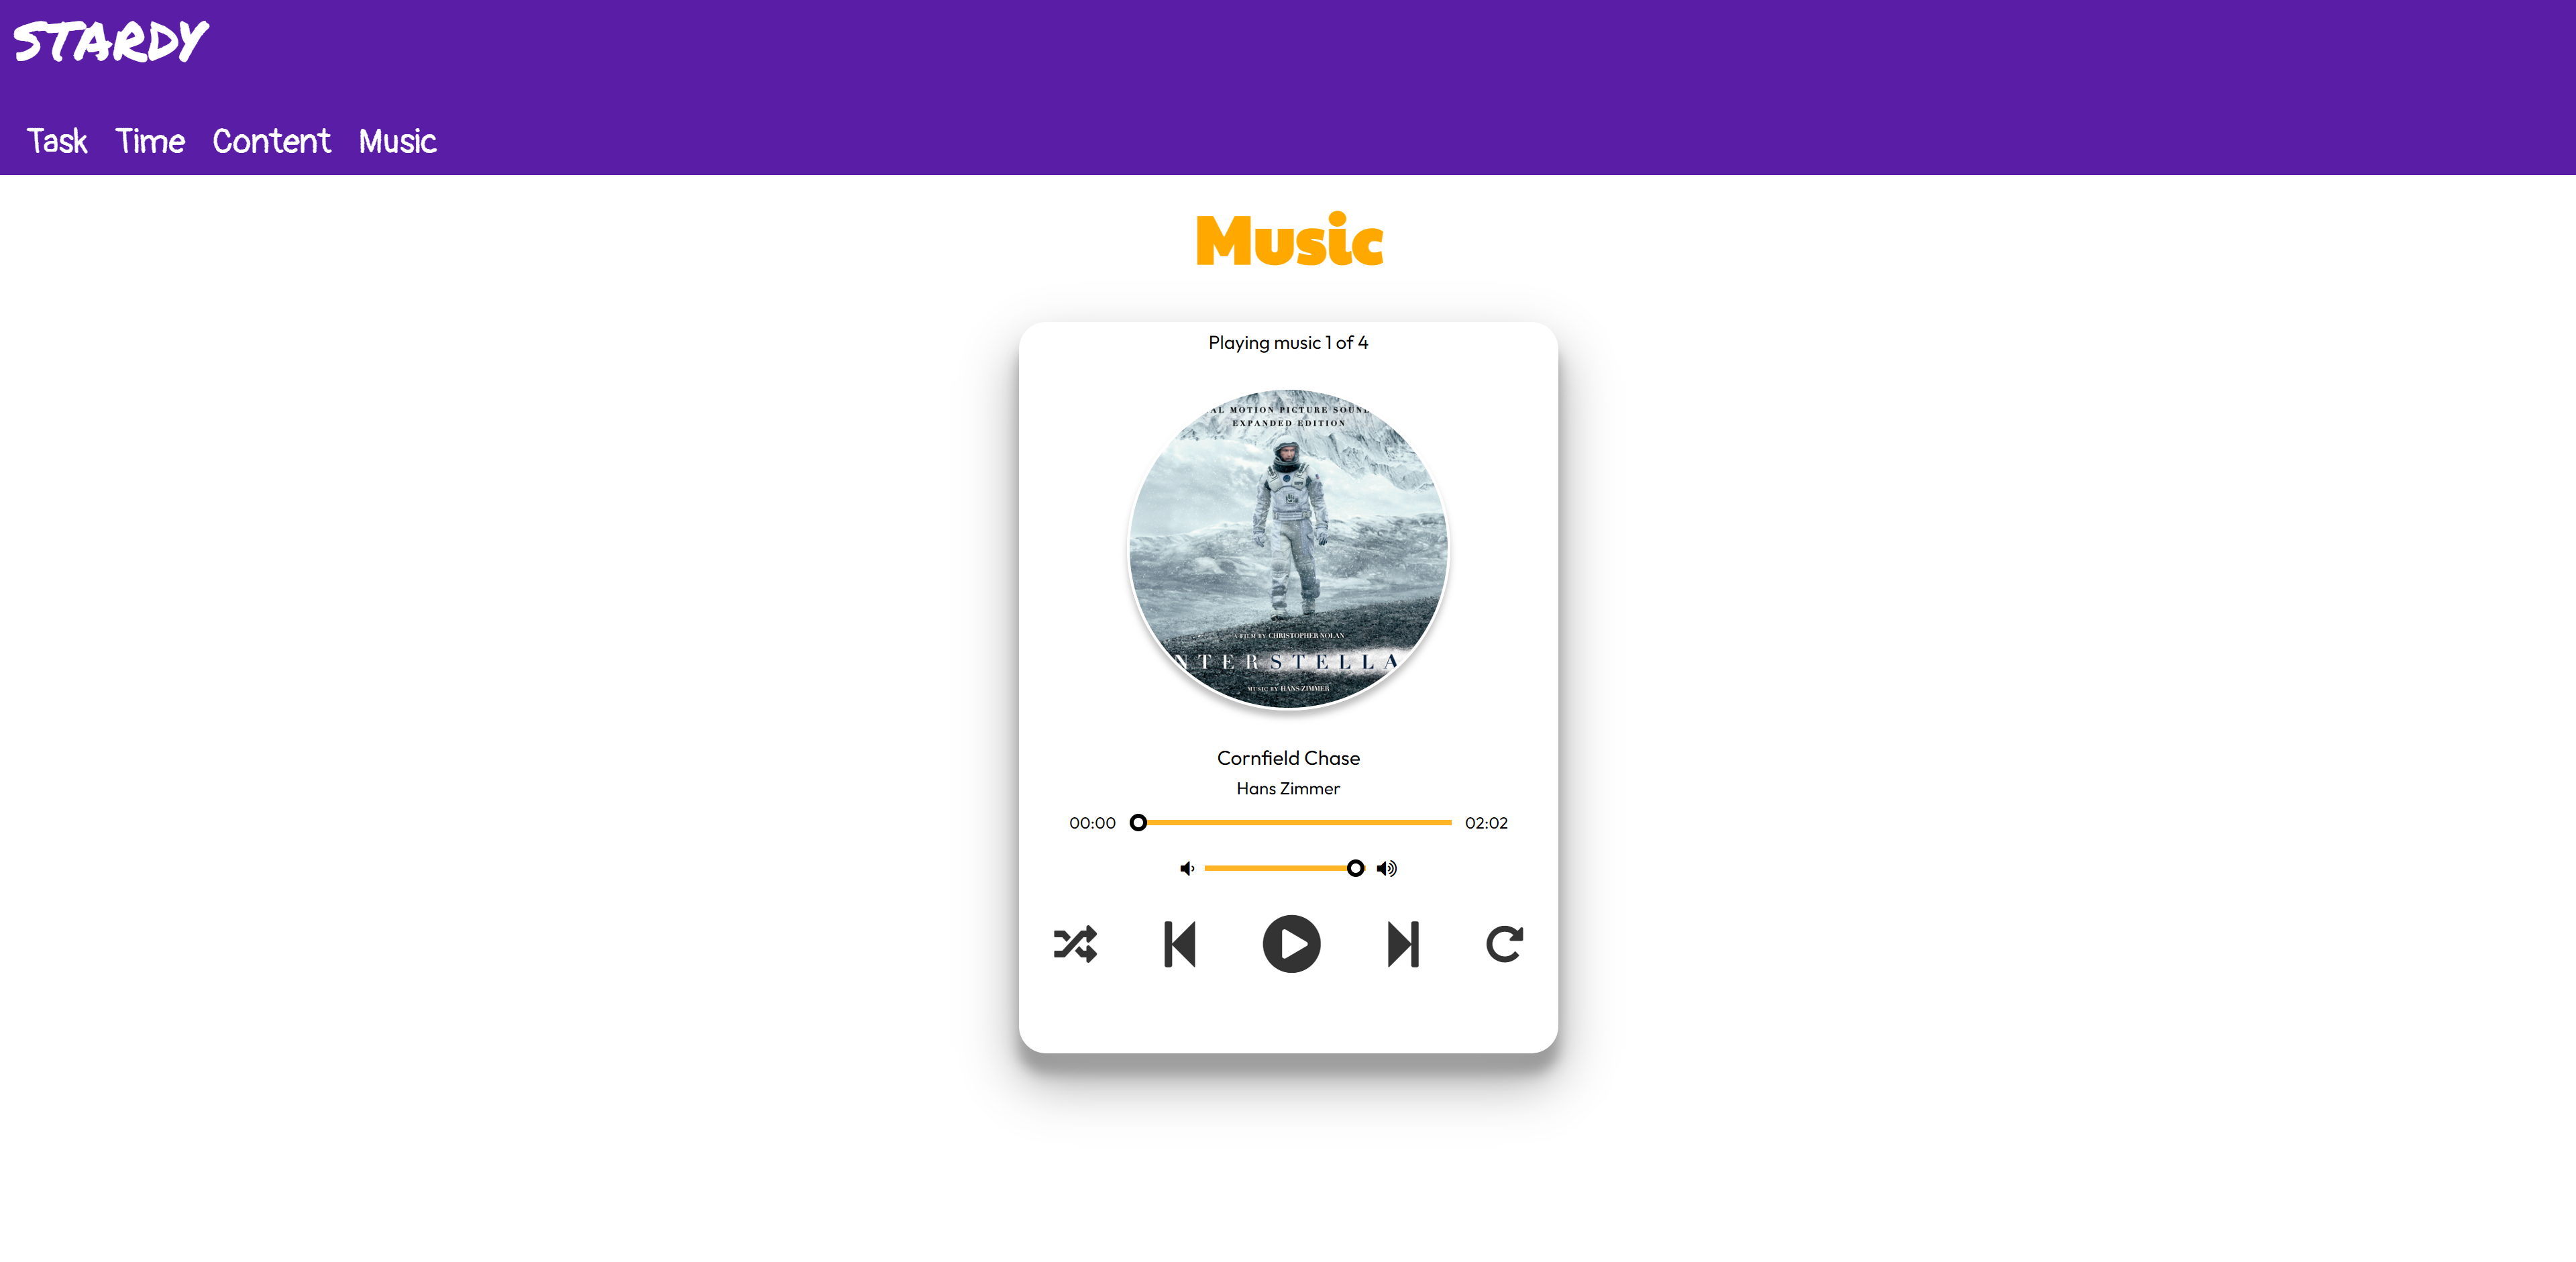 STARDY
Task Time Content Music
Music
Playing music 1 of 4
AL MOTION PICTURE SOUN
EXPANDED EDITION
A FILM BY CHRISTOPHER NOLAN
NTERSTELLA
MUSIC BY HANS ZIMMER
Cornfield Chase
Hans Zimmer
00:00 02:02